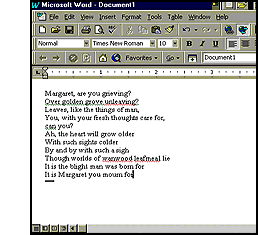 Microsoft Word - Document1
File Edit View Insert Format Tools Table Window Help
Normal Times New Roman 10 B I U
Favorites Go Document1
Margaret, are you grieving?
Over golden grove unleaving?
Leaves, like the things of man,
You, with your fresh thoughts care for,
can you?
Ah, the heart will grow older
With such sights colder
By and by with such a sigh
Though worlds of wanwood leafmeal lie
It is the blight man was born for
It is Margaret you mourn for